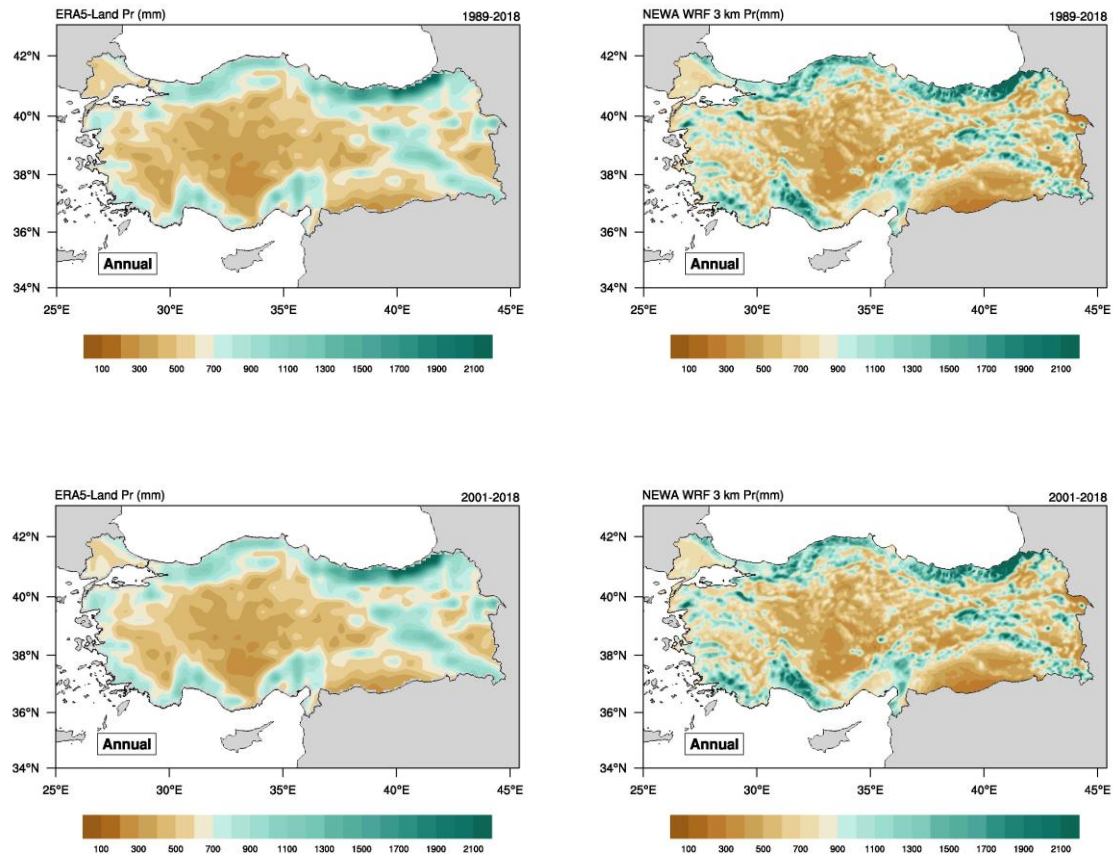 ERA5-Land Pr (mm) 1989-2018
42°N
40°N
38°N
36°N
34°N
Annual
25°E 30°E 35°E 40°E 45°E
100 300 500 700 900 1100 1300 1500 1700 1900 2100
NEWA WRF 3 km Pr(mm) 1989-2018
42°N
40°N
38°N
36°N
34°N
Annual
25°E 30°E 35°E 40°E 45°E
100 300 500 700 900 1100 1300 1500 1700 1900 2100
ERA5-Land Pr (mm) 2001-2018
42°N
40°N
38°N
36°N
34°N
Annual
25°E 30°E 35°E 40°E 45°E
100 300 500 700 900 1100 1300 1500 1700 1900 2100
NEWA WRF 3 km Pr(mm) 2001-2018
42°N
40°N
38°N
36°N
34°N
Annual
25°E 30°E 35°E 40°E 45°E
100 300 500 700 900 1100 1300 1500 1700 1900 2100